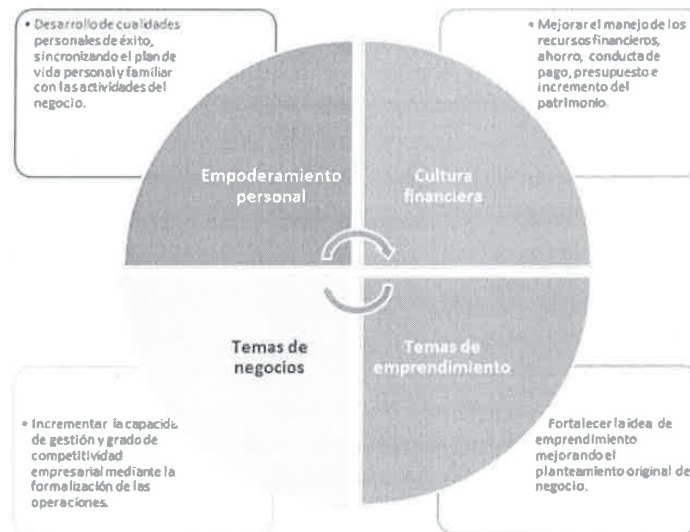 • Desarrollo de cualidades
personales de éxito,
sincronizando el plan de
vida personal y familiar
con las actividades del
negocio.
• Mejorar el manejo de los
recursos financieros,
ahorro, conducta de
pago, presupuesto e
incremento del
patrimonio.
Empoderamiento
personal
Cultura
financiera
Temas de
negocios
Temas de
emprendimiento
• Incrementar la capacida
de gestión y grado de
competitividad
empresarial mediante la
formalización de las
operaciones.
Fortalecer la idea de
emprendimiento
mejorando el
planteamiento original de
negocio.